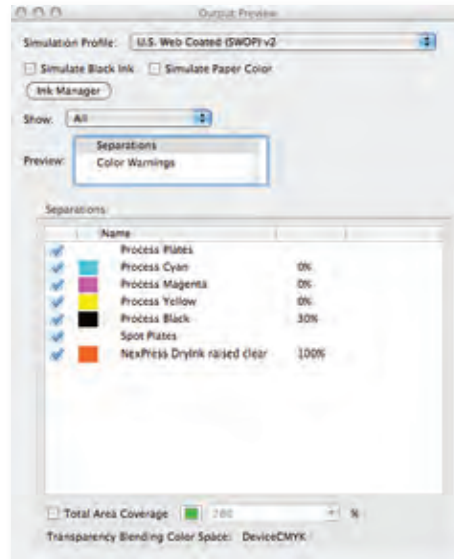 Output Preview
Simulation Profile: U.S. Web Coated (SWOP) v2
Simulate Black Ink Simulate Paper Color
Ink Manager
Show: All
Preview: Separations
Color Warnings
Separations
Name
Process Plates
Process Cyan 0%
Process Magenta 0%
Process Yellow 0%
Process Black 30%
Spot Plates
NexPress DryInk raised clear 100%
Total Area Coverage 280 %
Transparency Blending Color Space: DeviceCMYK